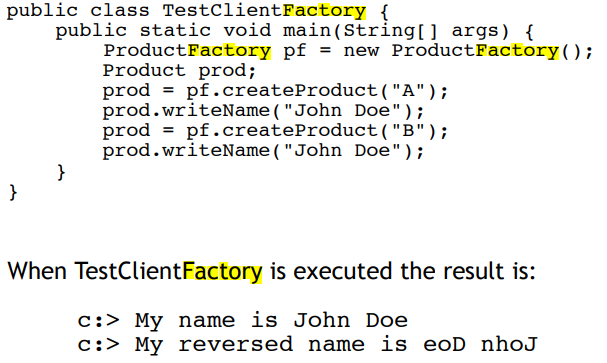 public class TestClientFactory {
    public static void main(String[] args) {
        ProductFactory pf = new ProductFactory();
        Product prod;
        prod = pf.createProduct("A");
        prod.writeName("John Doe");
        prod = pf.createProduct("B");
        prod.writeName("John Doe");
    }
}
When TestClientFactory is executed the result is:
c:> My name is John Doe
c:> My reversed name is eoD nhoJ